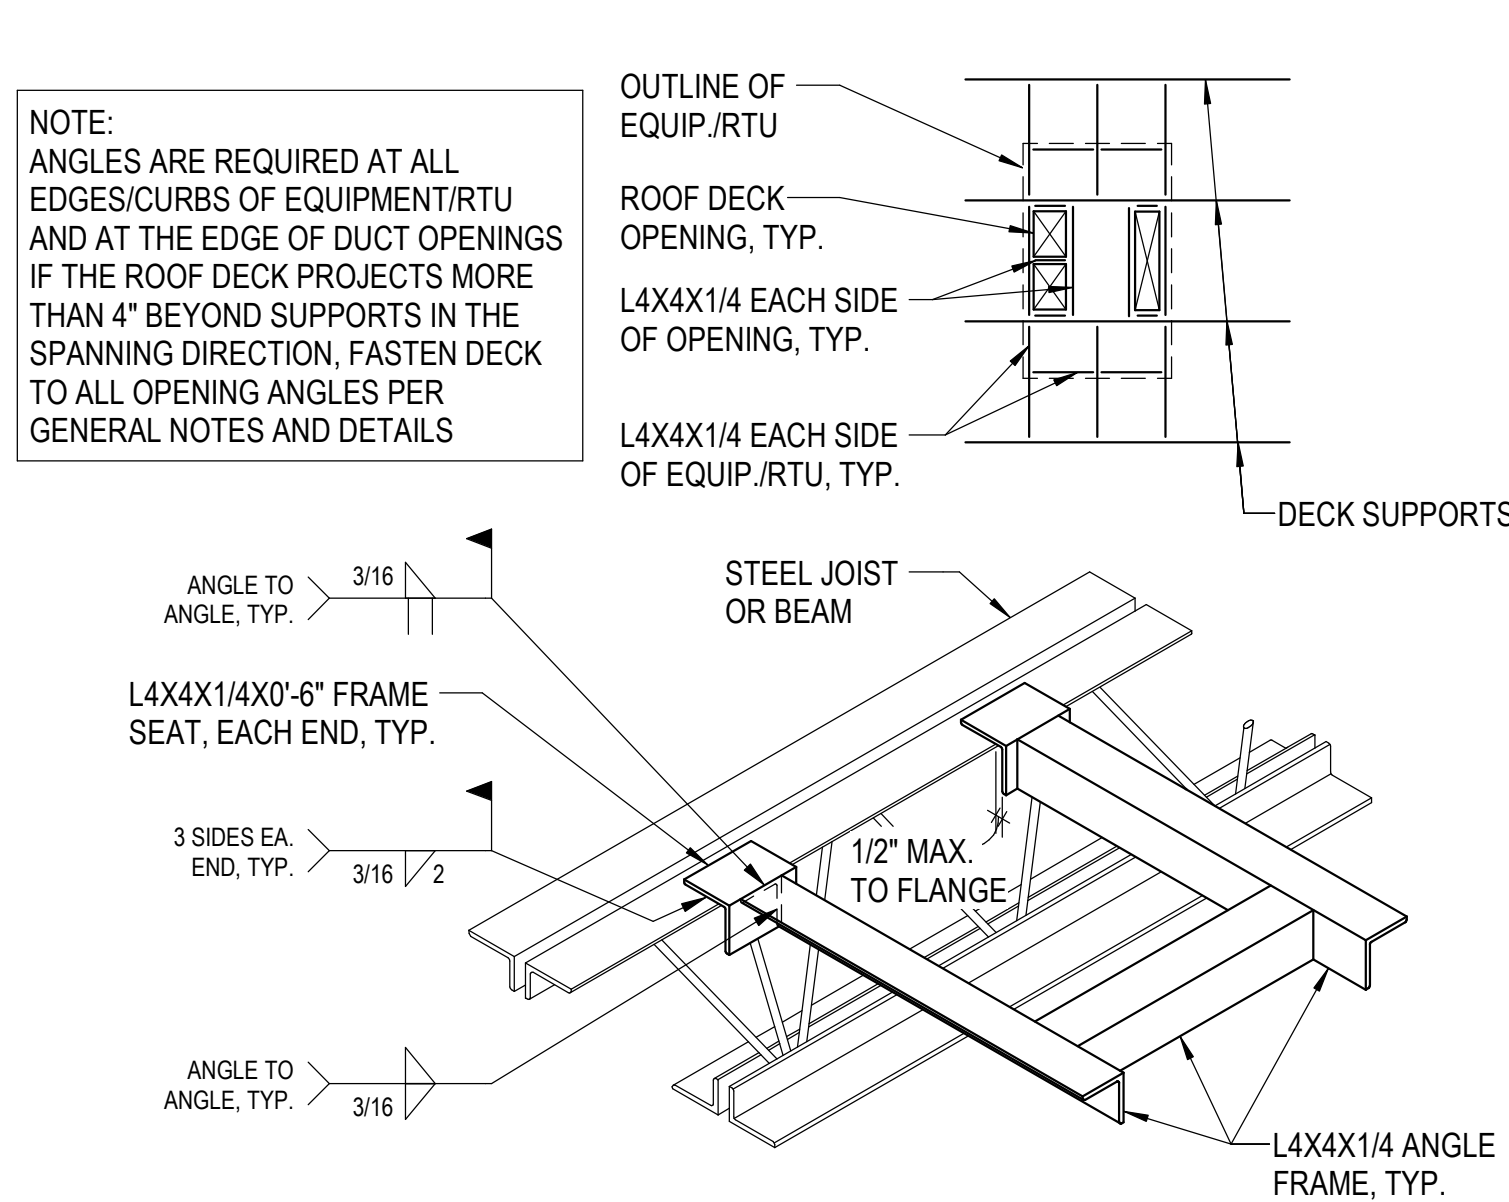 NOTE:
ANGLES ARE REQUIRED AT ALL
EDGES/CURBS OF EQUIPMENT/RTU
AND AT THE EDGE OF DUCT OPENINGS
IF THE ROOF DECK PROJECTS MORE
THAN 4" BEYOND SUPPORTS IN THE
SPANNING DIRECTION, FASTEN DECK
TO ALL OPENING ANGLES PER
GENERAL NOTES AND DETAILS
OUTLINE OF
EQUIP./RTU
ROOF DECK
OPENING, TYP.
L4X4X1/4 EACH SIDE
OF OPENING, TYP.
L4X4X1/4 EACH SIDE
OF EQUIP./RTU, TYP.
DECK SUPPORTS
STEEL JOIST
OR BEAM
ANGLE TO
ANGLE, TYP.
3/16
L4X4X1/4X0'-6" FRAME
SEAT, EACH END, TYP.
3 SIDES EA.
END, TYP.
3/16
2
1/2" MAX.
TO FLANGE
ANGLE TO
ANGLE, TYP.
3/16
L4X4X1/4 ANGLE
FRAME, TYP.